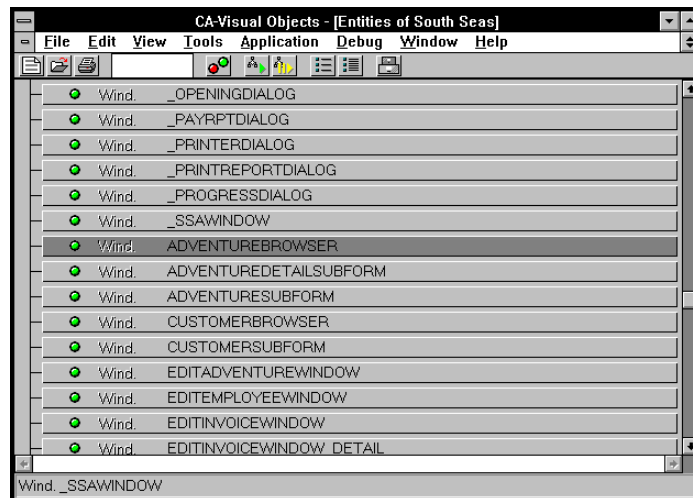 CA-Visual Objects - [Entities of South Seas]
File Edit View Tools Application Debug Window Help
Wind. _OPENINGDIALOG
Wind. _PAYRPTDIALOG
Wind. _PRINTERDIALOG
Wind. _PRINTREPORTDIALOG
Wind. _PROGRESSDIALOG
Wind. _SSAWINDOW
Wind. ADVENTUREBROWSER
Wind. ADVENTUREDETAILSUBFORM
Wind. ADVENTURESUBFORM
Wind. CUSTOMERBROWSER
Wind. CUSTOMERSUBFORM
Wind. EDITADVENTUREWINDOW
Wind. EDITEMPLOYEEWINDOW
Wind. EDITINVOICEWINDOW
Wind. EDITINVOICEWINDOW_DETAIL
Wind. _SSAWINDOW